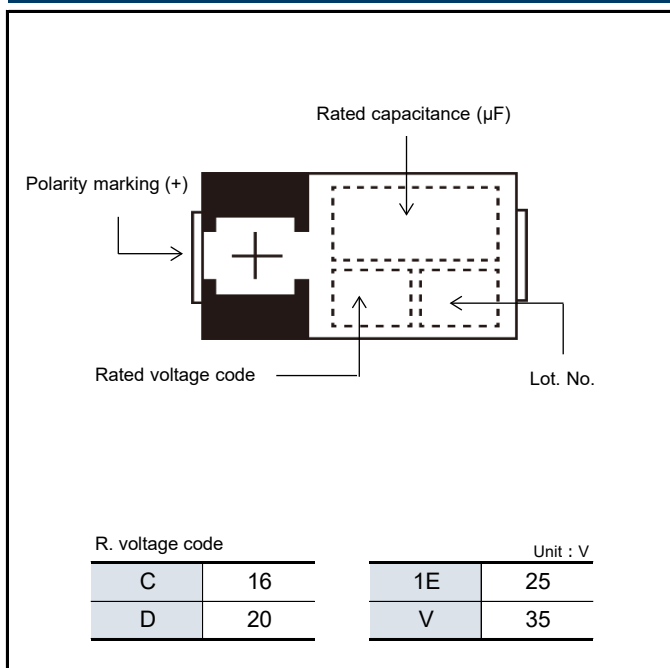 Rated capacitance (μF)
Polarity marking (+)
Rated voltage code
Lot. No.
R. voltage code
Unit : V
C 16 1E 25
D 20 V 35